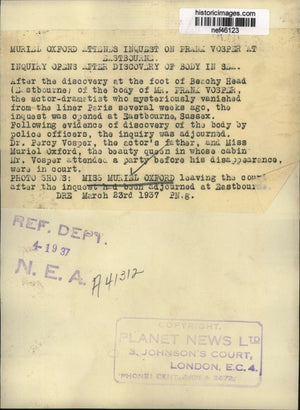 historicimages.com
nef46123
MURIEL OXFORD ATTENDS INQUEST ON FRANK VOSPER AT
EASTBOURNE.
INQUIRY OPENS AFTER DISCOVERY OF BODY IN SEA.
After the discovery at the foot of Beachy Head
(Eastbourne) of the body of MR. FRANK VOSPER,
the actor-dramatist who mysteriously vanished
from the liner Paris several weeks ago, the
inquest was opened at Eastbourne, Sussex.
Following evidence of discovery of the body by
police officers, the inquiry was adjourned.
Dr. Percy Vosper, the actor's father, and Miss
Muriel Oxford, the beauty queen in whose cabin
Mr. Vosper attended a party before his disappearance,
were in court.
PHOTO SHOWS: MISS MURIEL OXFORD leaving the court
after the inquest had been adjourned at Eastbourne.
DRE March 23rd 1937 PN.g.
REF. DEPT.
4-19 37
N. E. A.
A41312
COPYRIGHT.
PLANET NEWS LTD
3, JOHNSON'S COURT,
LONDON, E.C. 4.
'PHONE: CENTRAL